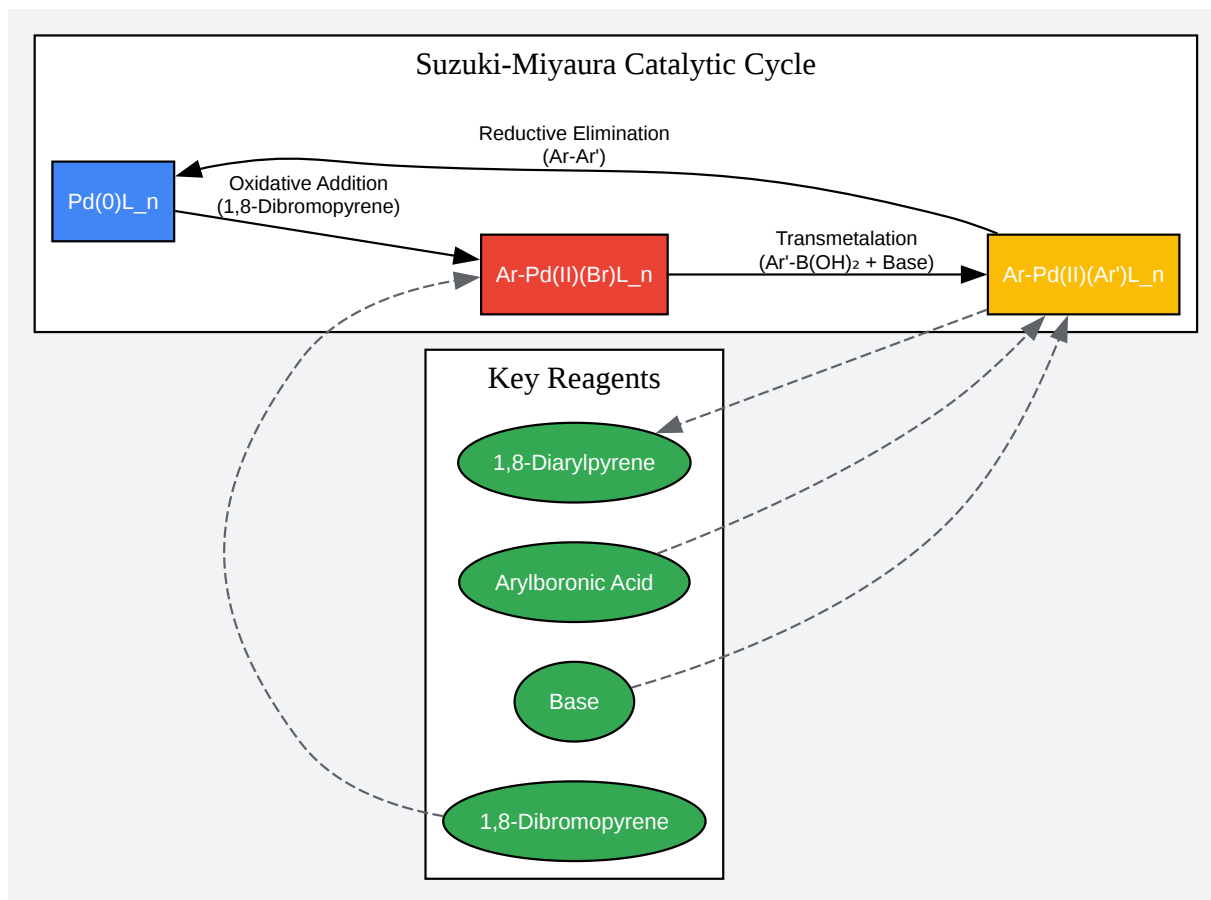 Suzuki-Miyaura Catalytic Cycle
Reductive Elimination
(Ar-Ar')
Oxidative Addition
(1,8-Dibromopyrene)
Pd(0)L_n
Transmetalation
(Ar'-B(OH)₂ + Base)
Ar-Pd(II)(Br)L_n
Ar-Pd(II)(Ar')L_n
Key Reagents
1,8-Diarylpyrene
Arylboronic Acid
Base
1,8-Dibromopyrene